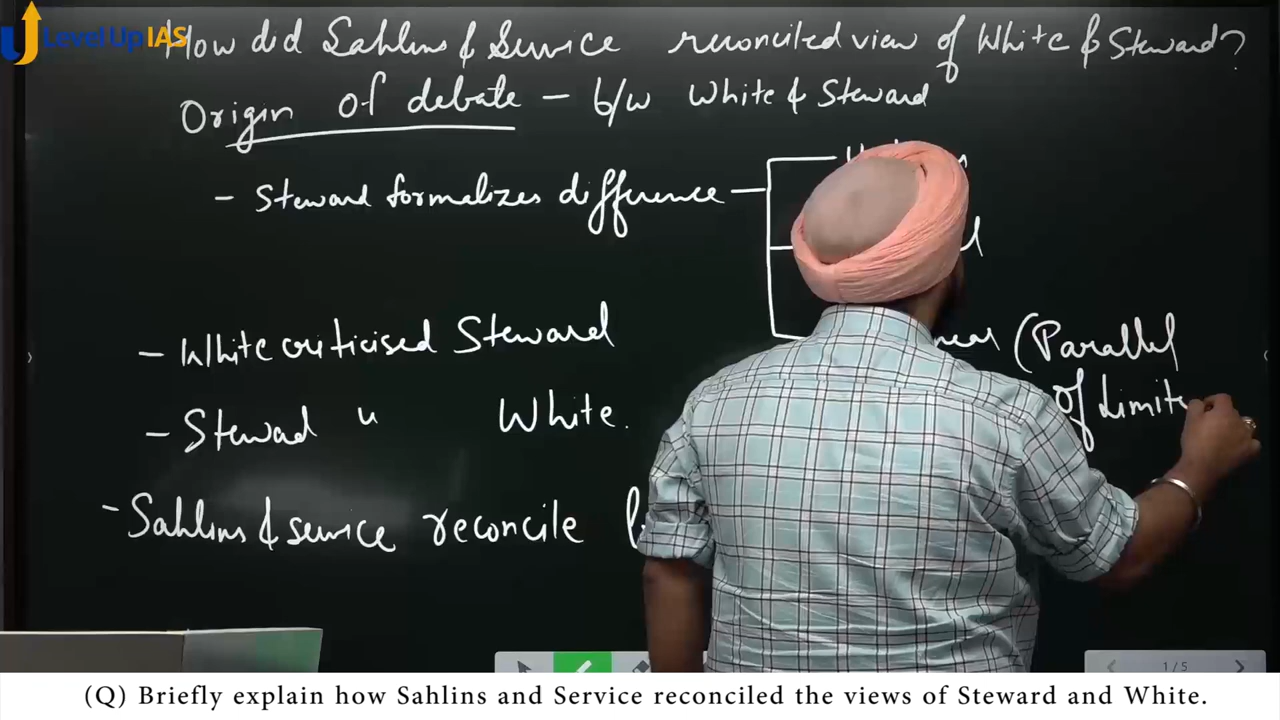 Level Up IAS
How did Sahlins & Service reconciled view of White & Steward?
Origin of debate - b/w White & Steward
- Steward formalizes difference
- White criticised Steward
(Parallel
- Steward " White.
of Limite
- Sahlins & service reconcile
1/5
(Q) Briefly explain how Sahlins and Service reconciled the views of Steward and White.